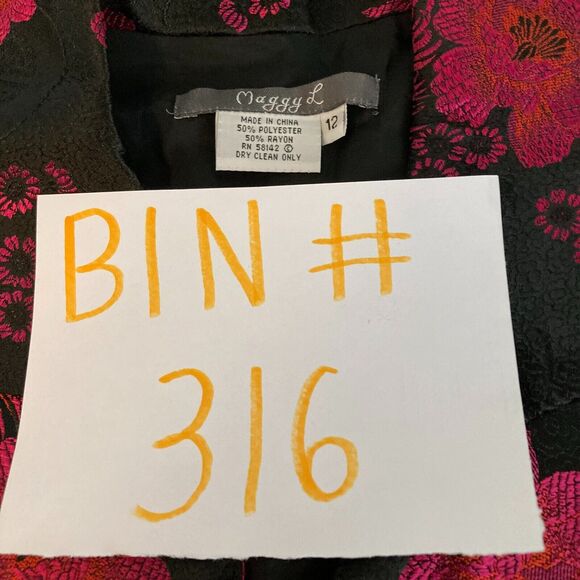 Maggy L
12
MADE IN CHINA
50% POLYESTER
50% RAYON
RN 58142 ©
DRY CLEAN ONLY
BIN #
316